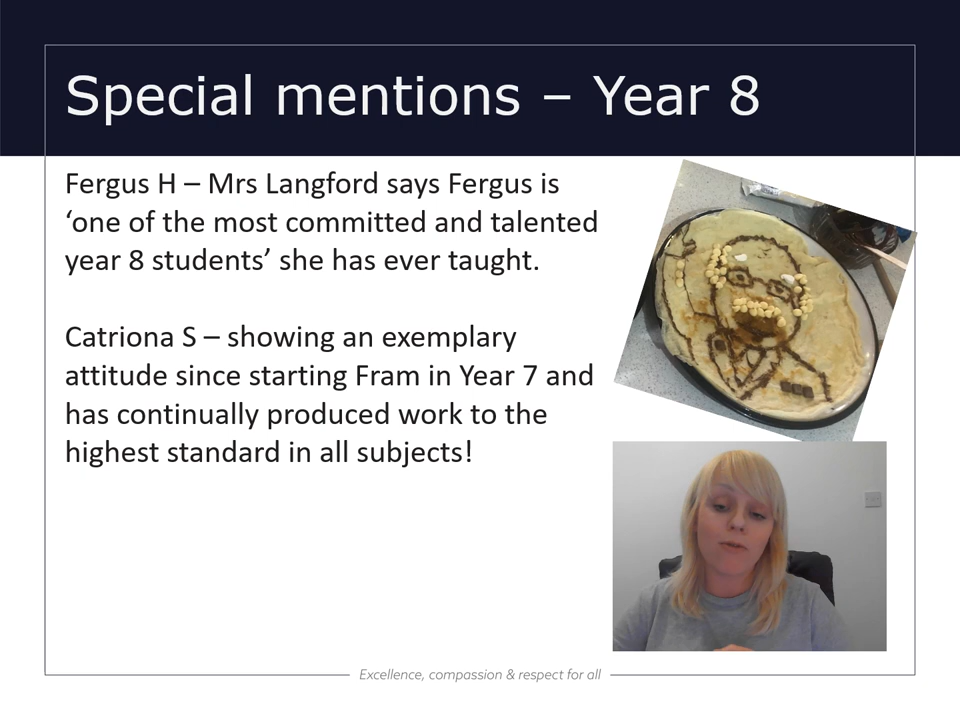 Special mentions – Year 8
Fergus H – Mrs Langford says Fergus is
‘one of the most committed and talented
year 8 students’ she has ever taught.
Catriona S – showing an exemplary
attitude since starting Fram in Year 7 and
has continually produced work to the
highest standard in all subjects!
Excellence, compassion & respect for all